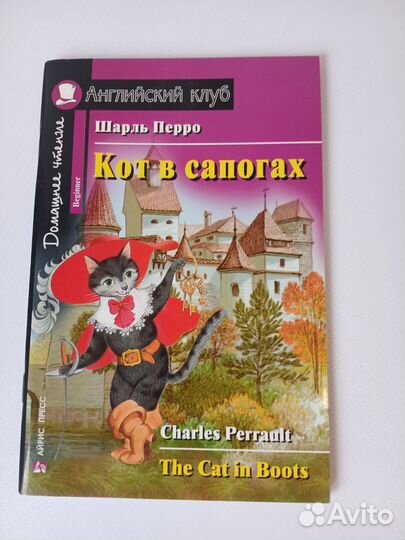 Английский клуб
Домашнее чтение
Beginner
Шарль Перро
Кот в сапогах
Charles Perrault
The Cat in Boots
АЙРИС ПРЕСС
Avito